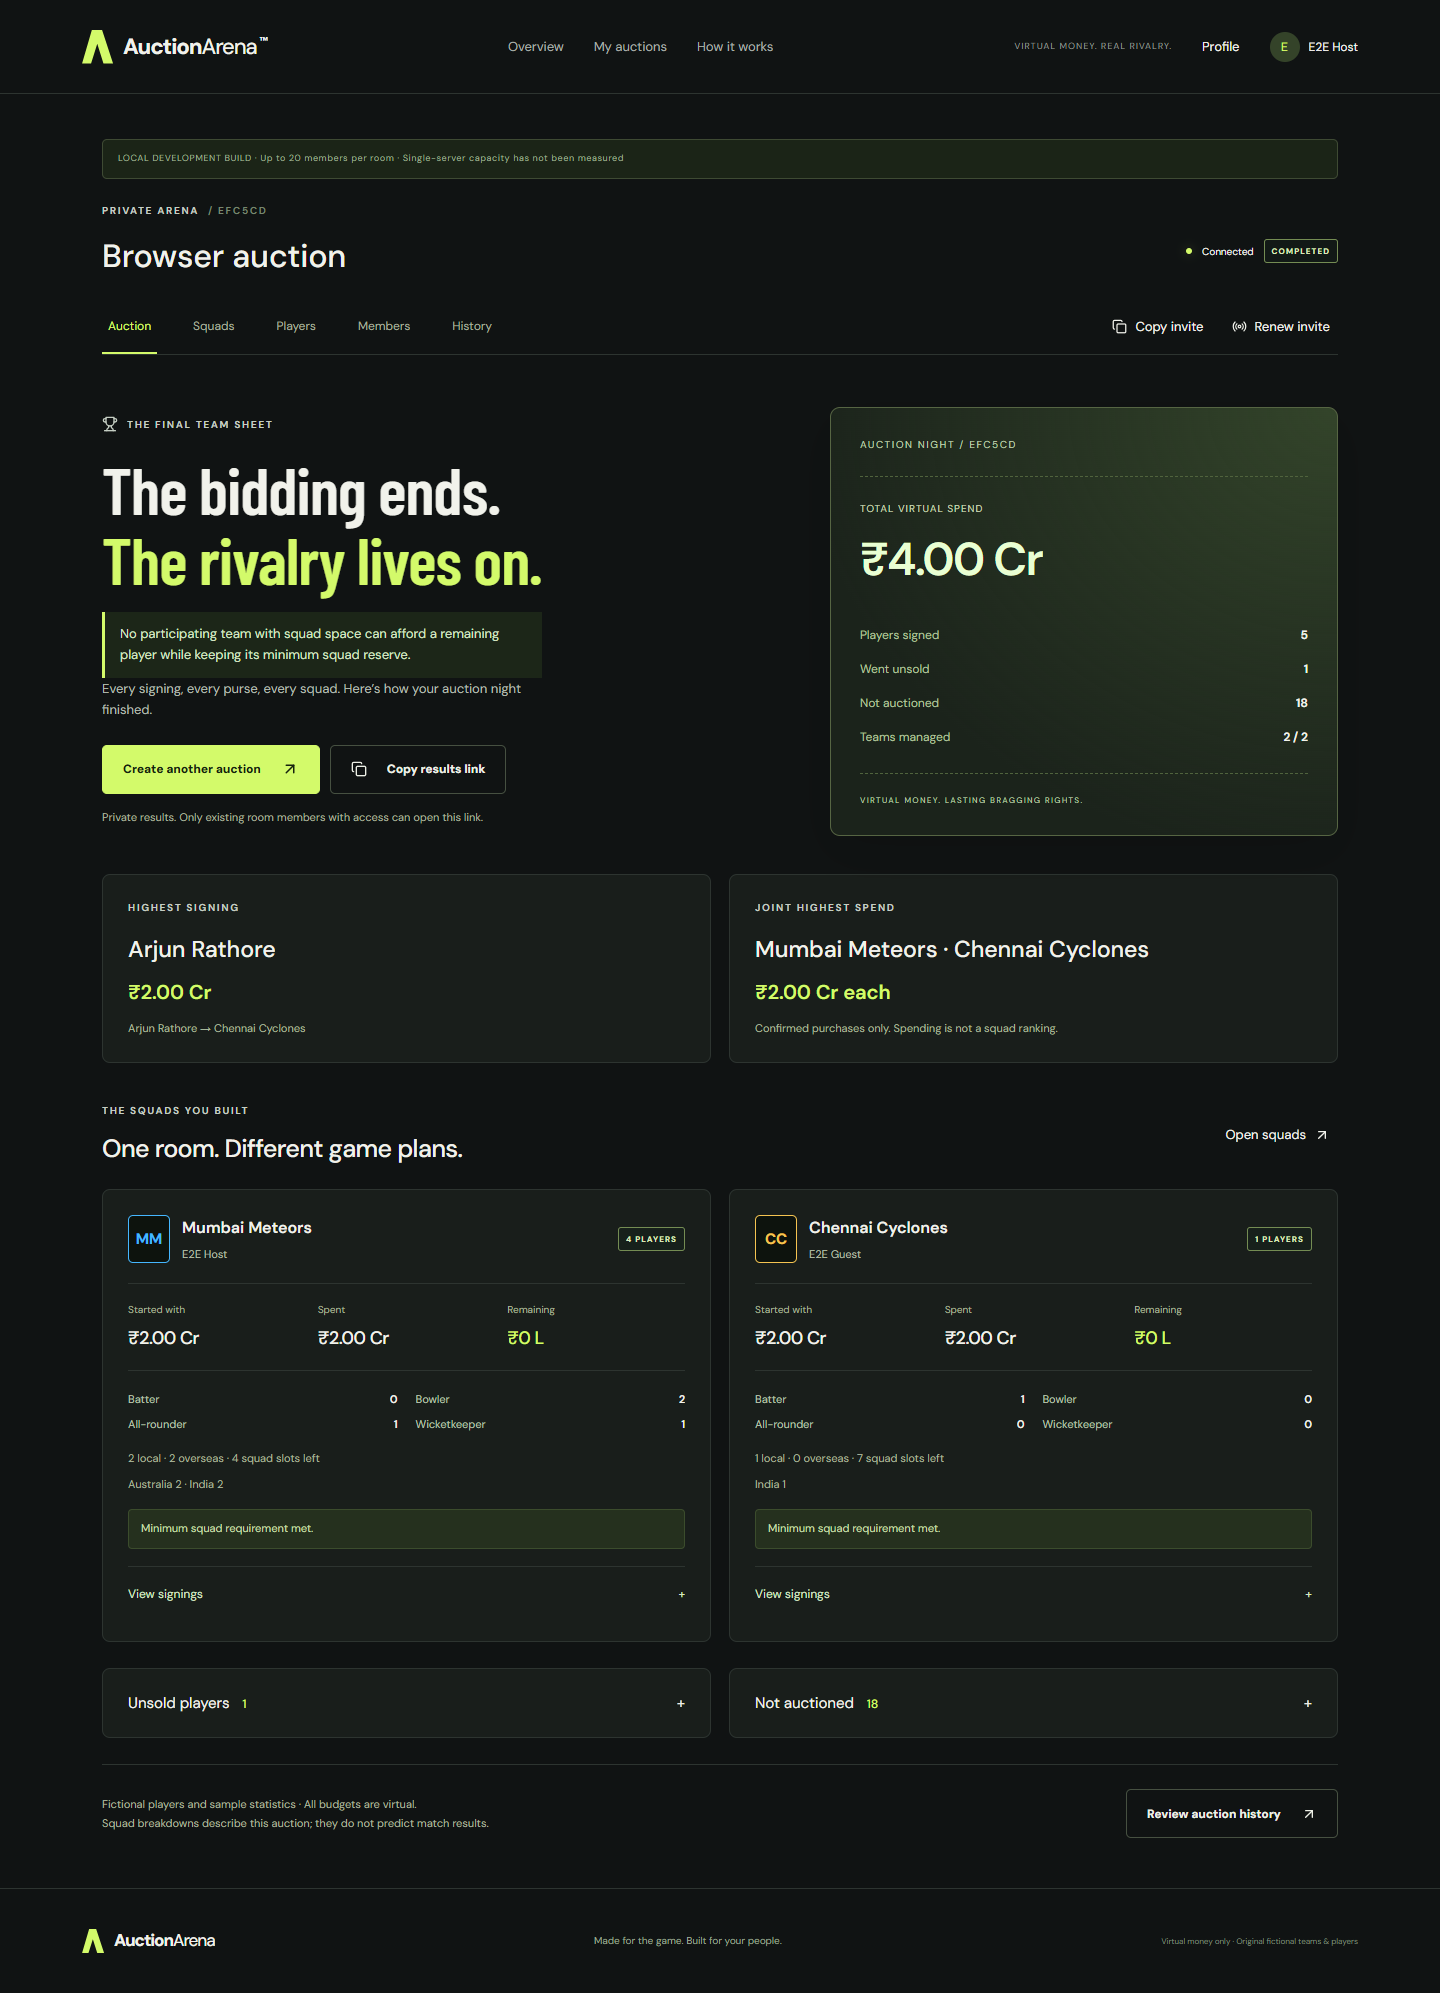 AuctionArena™
Overview
My auctions
How it works
VIRTUAL MONEY. REAL RIVALRY.
Profile
E
E2E Host
LOCAL DEVELOPMENT BUILD · Up to 20 members per room · Single-server capacity has not been measured
PRIVATE ARENA / EFC5CD
Browser auction
Connected
COMPLETED
Auction
Squads
Players
Members
History
Copy invite
Renew invite
THE FINAL TEAM SHEET
The bidding ends.
The rivalry lives on.
No participating team with squad space can afford a remaining
player while keeping its minimum squad reserve.
Every signing, every purse, every squad. Here's how your auction night
finished.
Create another auction
Copy results link
Private results. Only existing room members with access can open this link.
AUCTION NIGHT / EFC5CD
TOTAL VIRTUAL SPEND
₹4.00 Cr
Players signed 5
Went unsold 1
Not auctioned 18
Teams managed 2 / 2
VIRTUAL MONEY. LASTING BRAGGING RIGHTS.
HIGHEST SIGNING
Arjun Rathore
₹2.00 Cr
Arjun Rathore → Chennai Cyclones
JOINT HIGHEST SPEND
Mumbai Meteors · Chennai Cyclones
₹2.00 Cr each
Confirmed purchases only. Spending is not a squad ranking.
THE SQUADS YOU BUILT
One room. Different game plans.
Open squads
MM
Mumbai Meteors
E2E Host
4 PLAYERS
Started with Spent Remaining
₹2.00 Cr ₹2.00 Cr ₹0 L
Batter 0 Bowler 2
All-rounder 1 Wicketkeeper 1
2 local · 2 overseas · 4 squad slots left
Australia 2 · India 2
Minimum squad requirement met.
View signings +
CC
Chennai Cyclones
E2E Guest
1 PLAYERS
Started with Spent Remaining
₹2.00 Cr ₹2.00 Cr ₹0 L
Batter 1 Bowler 0
All-rounder 0 Wicketkeeper 0
1 local · 0 overseas · 7 squad slots left
India 1
Minimum squad requirement met.
View signings +
Unsold players 1 +
Not auctioned 18 +
Fictional players and sample statistics · All budgets are virtual.
Squad breakdowns describe this auction; they do not predict match results.
Review auction history
AuctionArena
Made for the game. Built for your people.
Virtual money only · Original fictional teams & players